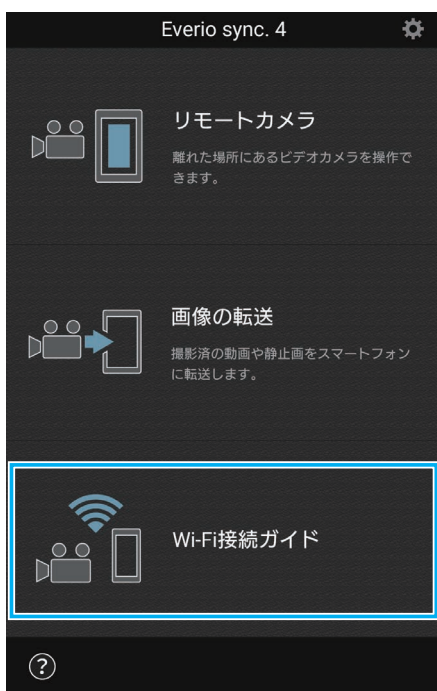 Everio sync. 4
リモートカメラ
離れた場所にあるビデオカメラを操作で
きます。
画像の転送
撮影済の動画や静止画をスマートフォン
に転送します。
Wi-Fi接続ガイド
?